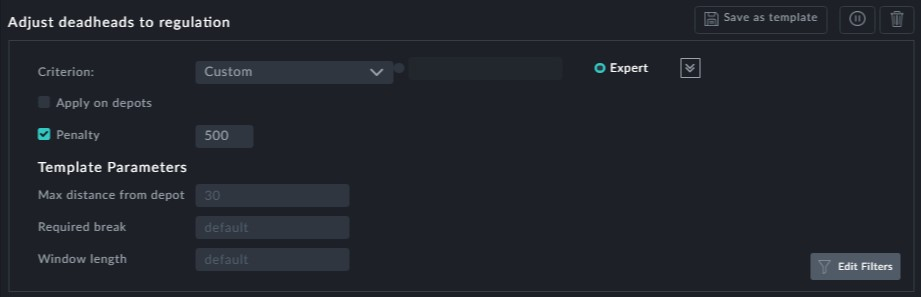 Adjust deadheads to regulation
Save as template
Criterion:
Custom
Expert
Apply on depots
Penalty
500
Template Parameters
Max distance from depot
30
Required break
default
Window length
default
Edit Filters